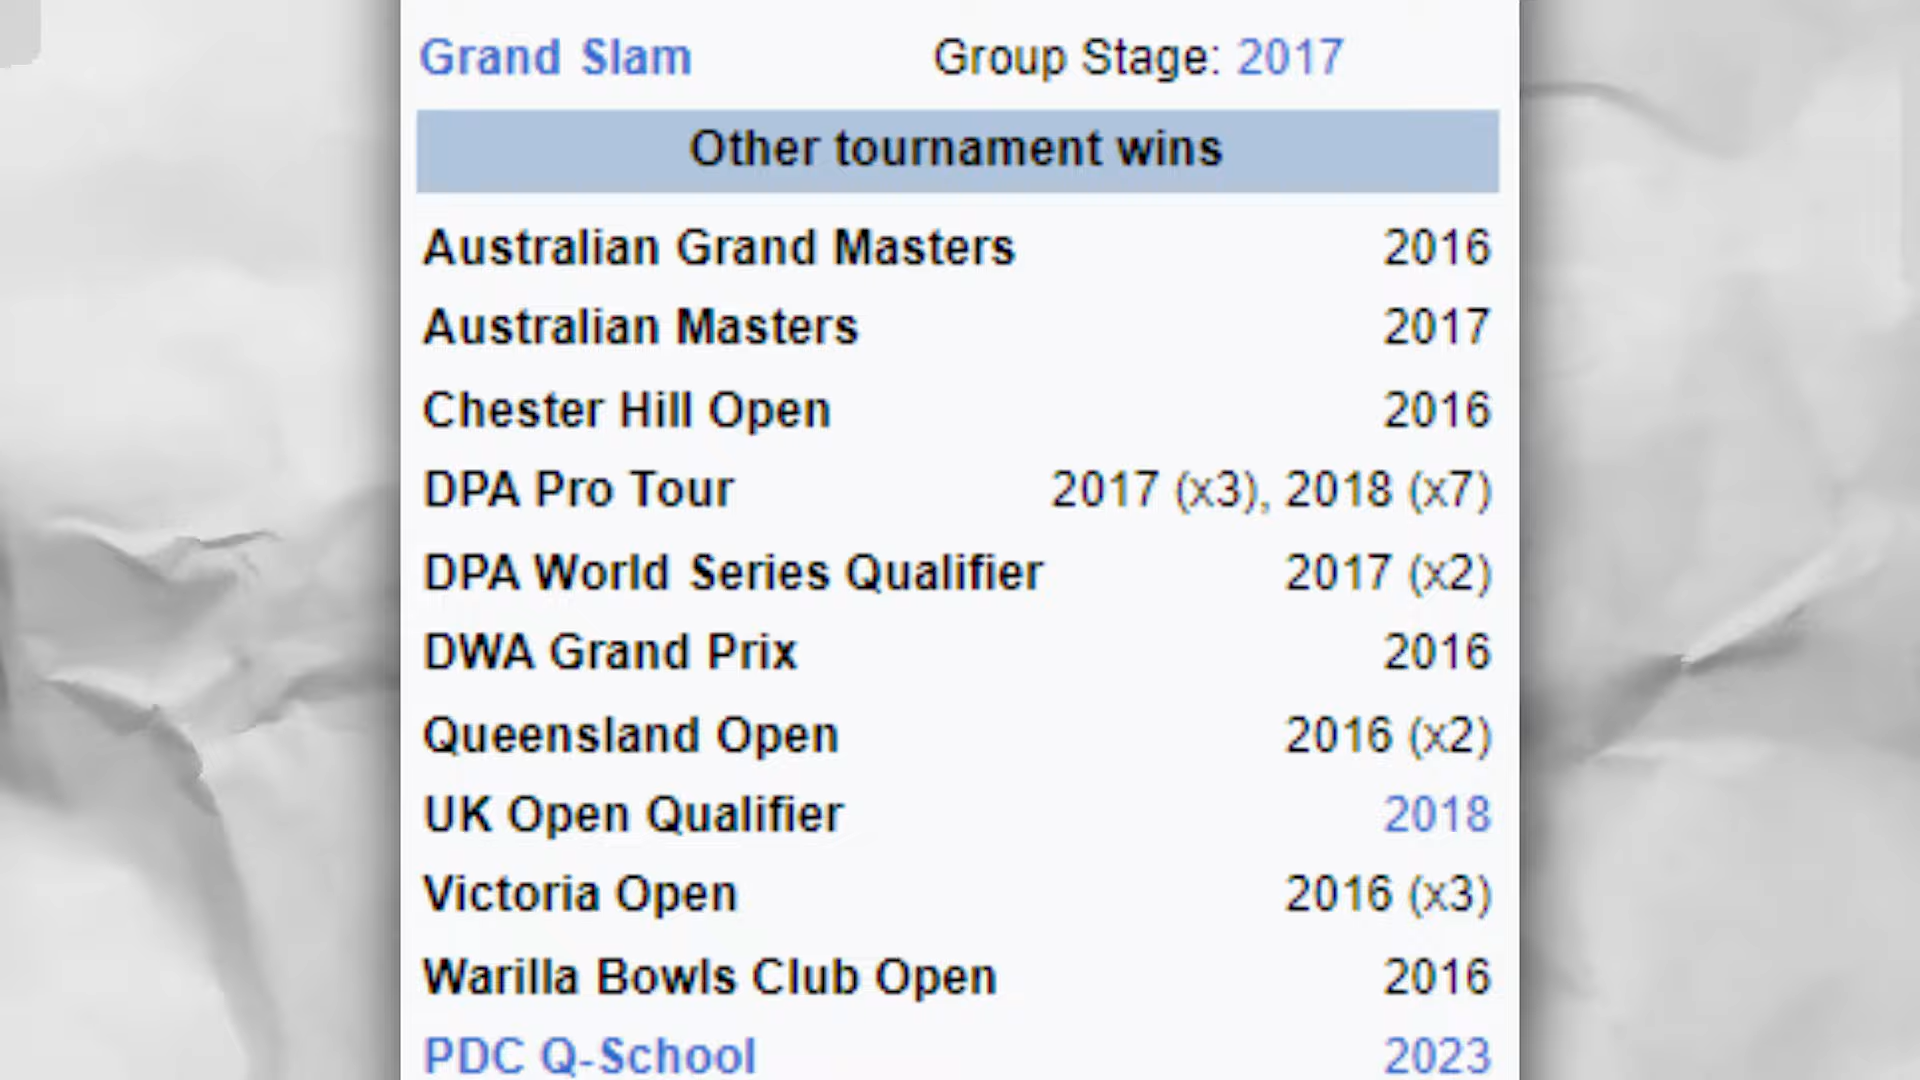 Grand Slam Group Stage: 2017
Other tournament wins
Australian Grand Masters 2016
Australian Masters 2017
Chester Hill Open 2016
DPA Pro Tour 2017 (x3), 2018 (x7)
DPA World Series Qualifier 2017 (x2)
DWA Grand Prix 2016
Queensland Open 2016 (x2)
UK Open Qualifier 2018
Victoria Open 2016 (x3)
Warilla Bowls Club Open 2016
PDC Q-School 2023